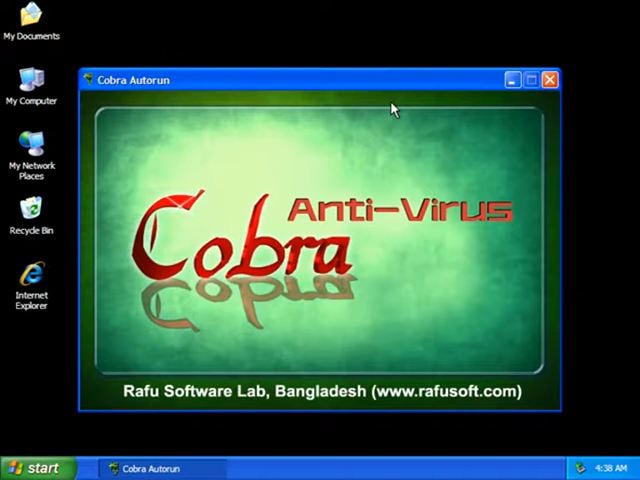 My Documents
My Computer
My Network
Places
Recycle Bin
Internet
Explorer
Cobra Autorun
Anti-Virus
Cobra
Rafu Software Lab, Bangladesh (www.rafusoft.com)
start
Cobra Autorun
4:38 AM